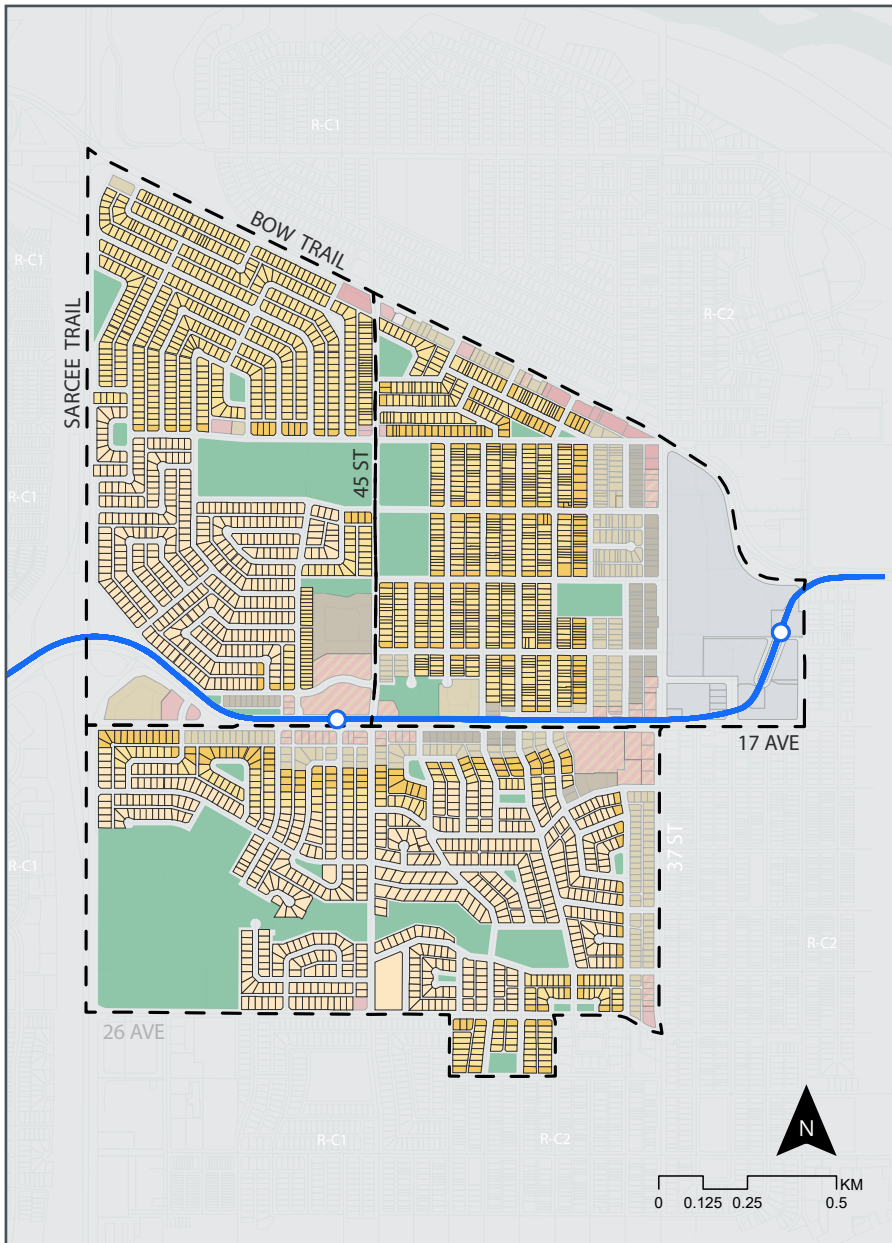 R-C1
BOW TRAIL
R-C1
R-C2
SARCEE TRAIL
45 ST
R-C1
17 AVE
37 ST
R-C1
R-C2
26 AVE
R-C1
R-C2
N
KM
0 0.125 0.25 0.5